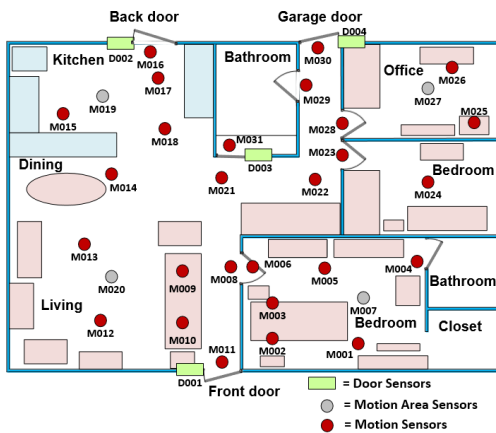 Back door
Garage door
D002
D004
M016
M030
Kitchen
Bathroom
Office
M026
M017
M019
M029
M027
M015
M018
M028
M025
M031
M023
D003
Dining
M014
M021
M022
M024
Bedroom
M013
M008
M006
M005
M004
M009
M020
Bathroom
M003
M007
Living
M012
M010
Bedroom
Closet
M002
M001
M011
D001
Front door
= Door Sensors
= Motion Area Sensors
= Motion Sensors